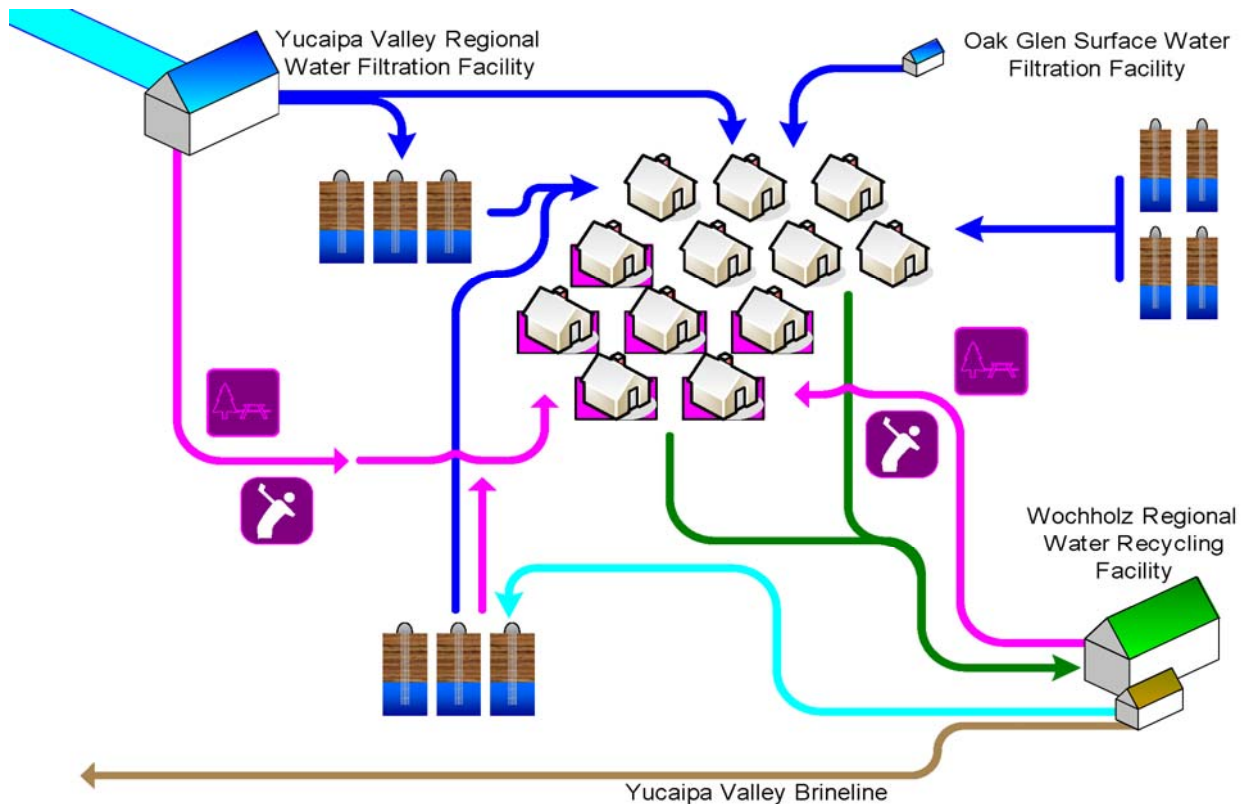 Yucaipa Valley Regional
Water Filtration Facility
Oak Glen Surface Water
Filtration Facility
Wochholz Regional
Water Recycling
Facility
Yucaipa Valley Brineline